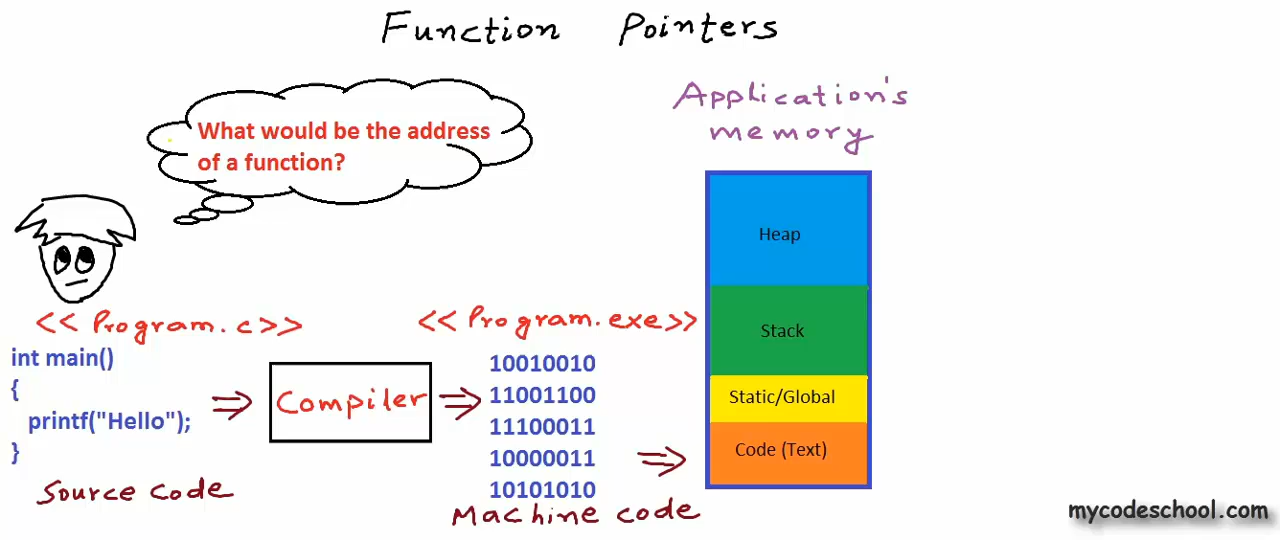 Function Pointers
Application's
memory
What would be the address
of a function?
Heap
<< Program.c>>
<< Program.exe>>
Stack
int main()
{
printf("Hello");
}
Compiler
10010010
11001100
11100011
10000011
10101010
Static/Global
Code (Text)
Source code
Machine code
mycodeschool.com